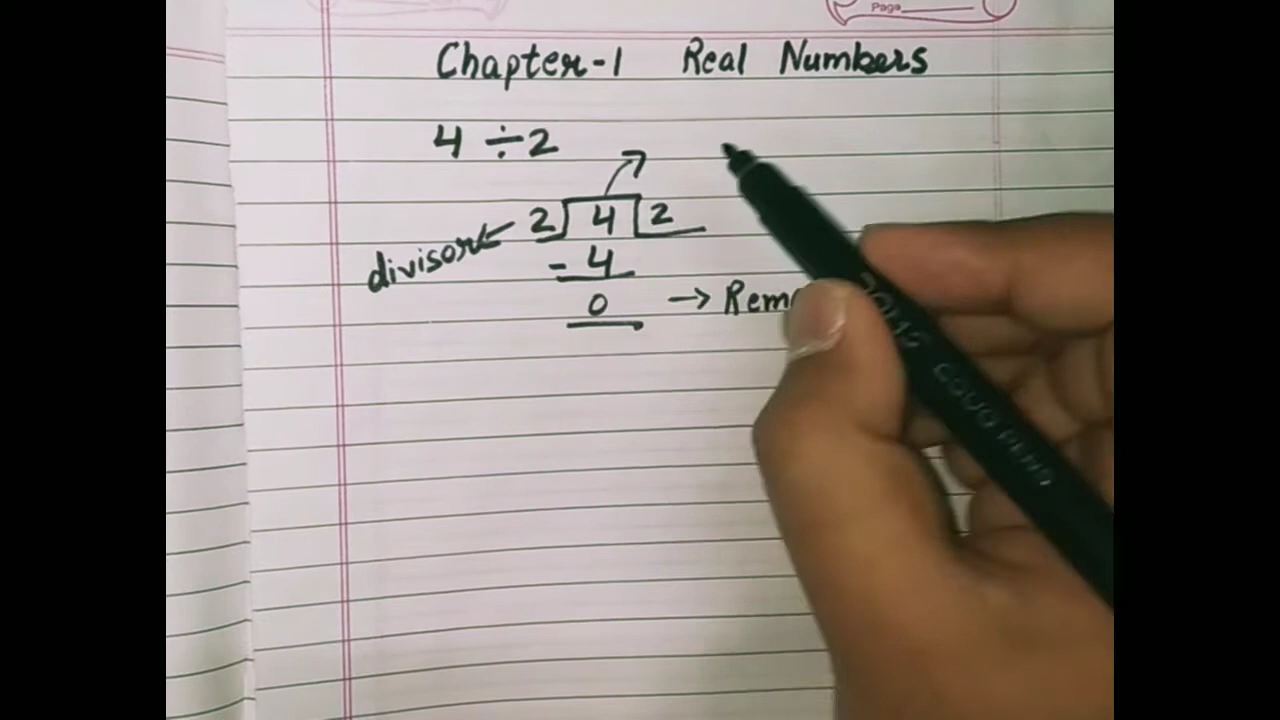 Page
Chapter-1 Real Numbers
4 ÷ 2
2 4 2
divisor
- 4
0 → Rem